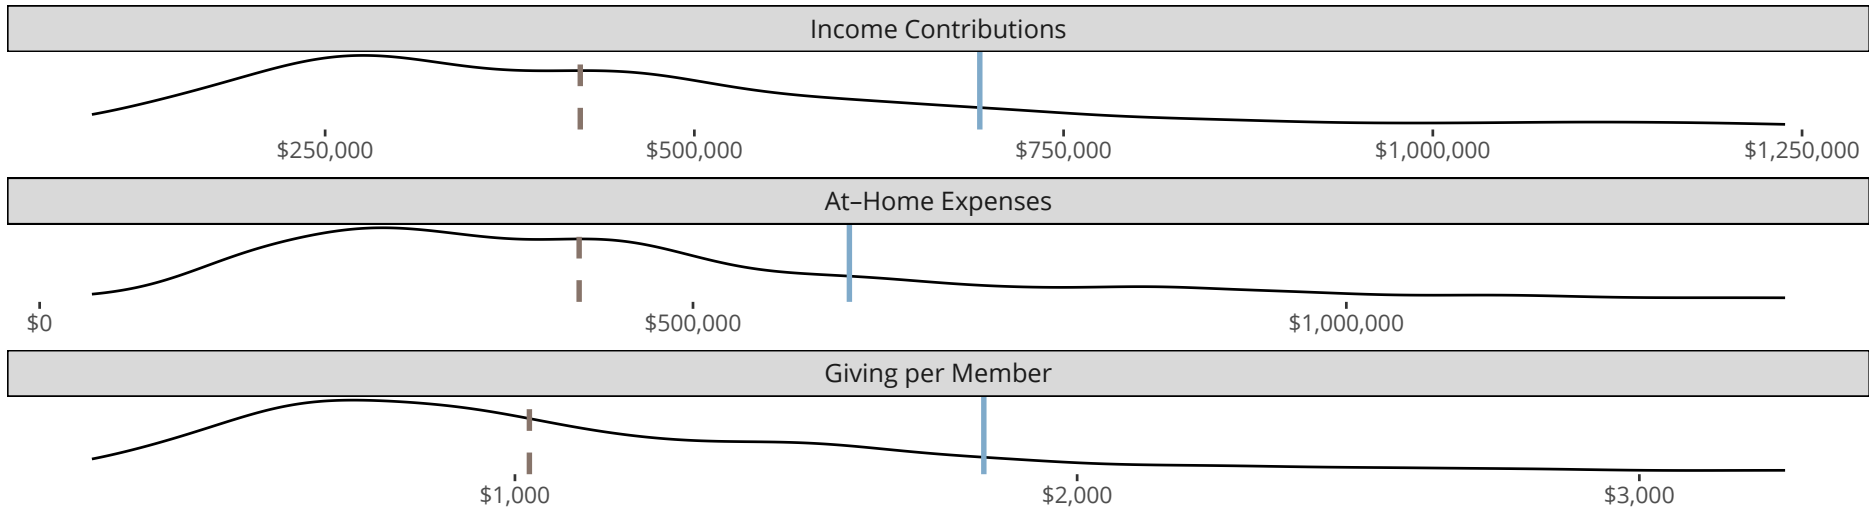 Income Contributions
$250,000 $500,000 $750,000 $1,000,000 $1,250,000
At–Home Expenses
$0 $500,000 $1,000,000
Giving per Member
$1,000 $2,000 $3,000